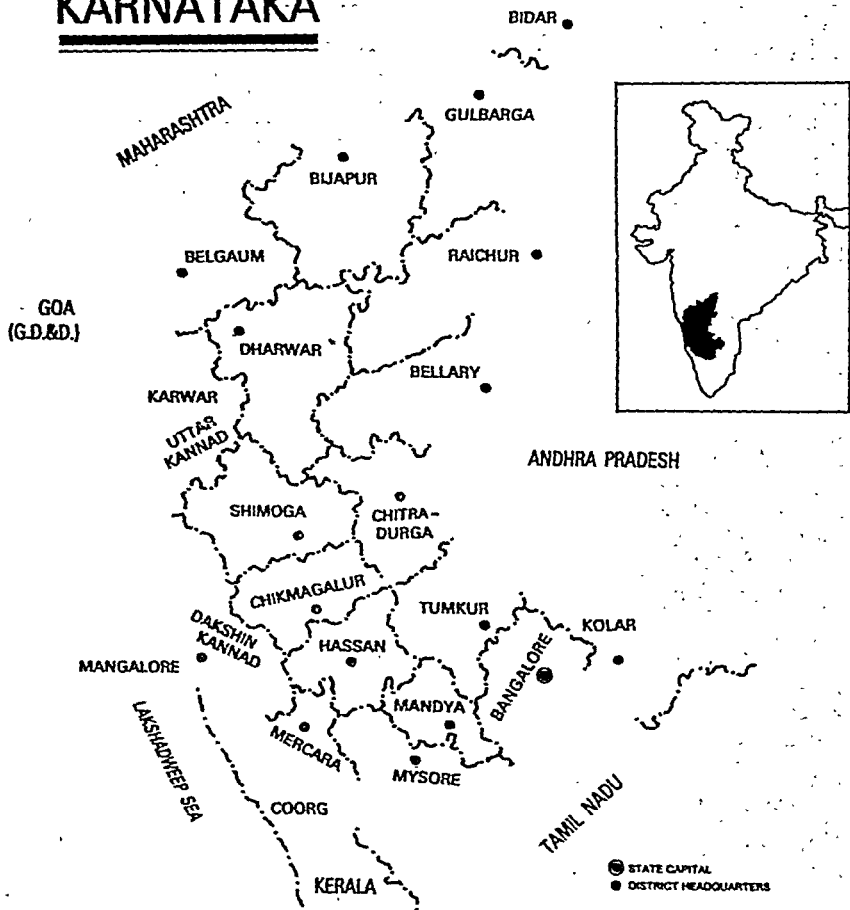 KARNATAKA
BIDAR
GULBARGA
MAHARASHTRA
BIJAPUR
BELGAUM
RAICHUR
GOA
(G.D.&D.)
DHARWAR
BELLARY
KARWAR
UTTAR
KANNAD
ANDHRA PRADESH
SHIMOGA
CHITRA-
DURGA
CHIKMAGALUR
TUMKUR
KOLAR
DAKSHIN
KANNAD
HASSAN
BANGALORE
MANGALORE
MANDYA
MERCARA
MYSORE
LAKSHADWEEP SEA
COORG
TAMIL NADU
KERALA
STATE CAPITAL
DISTRICT HEADQUARTERS